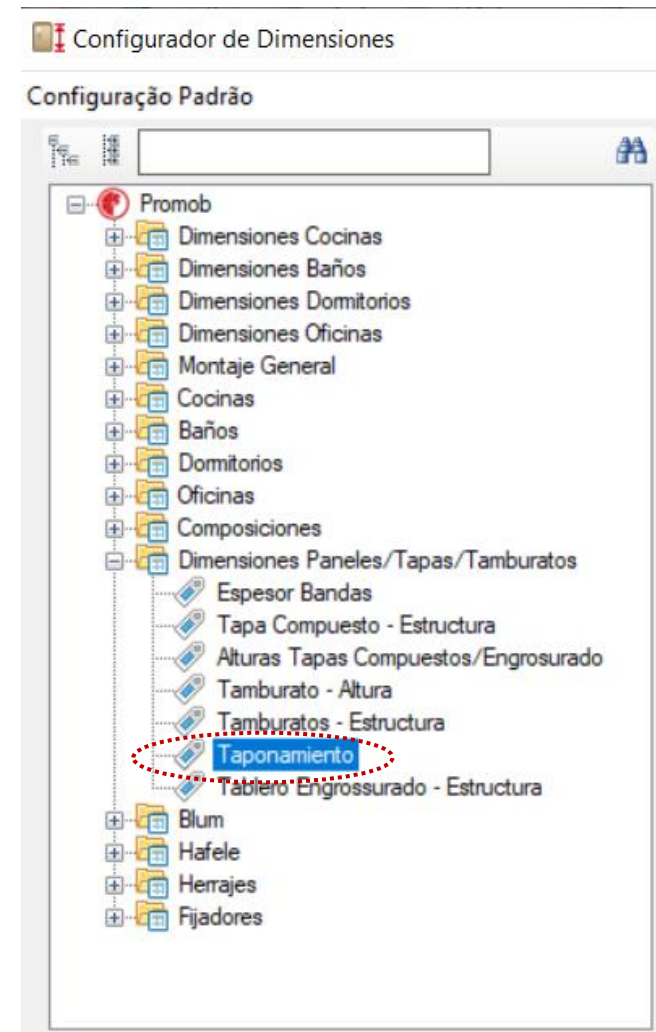 Configurador de Dimensiones
Configuração Padrão
Promob
Dimensiones Cocinas
Dimensiones Baños
Dimensiones Dormitorios
Dimensiones Oficinas
Montaje General
Cocinas
Baños
Dormitorios
Oficinas
Composiciones
Dimensiones Paneles/Tapas/Tamburatos
Espesor Bandas
Tapa Compuesto - Estructura
Alturas Tapas Compuestos/Engrosurado
Tamburato - Altura
Tamburatos - Estructura
Taponamiento
Tablero Engrossurado - Estructura
Blum
Hafele
Herrajes
Fijadores